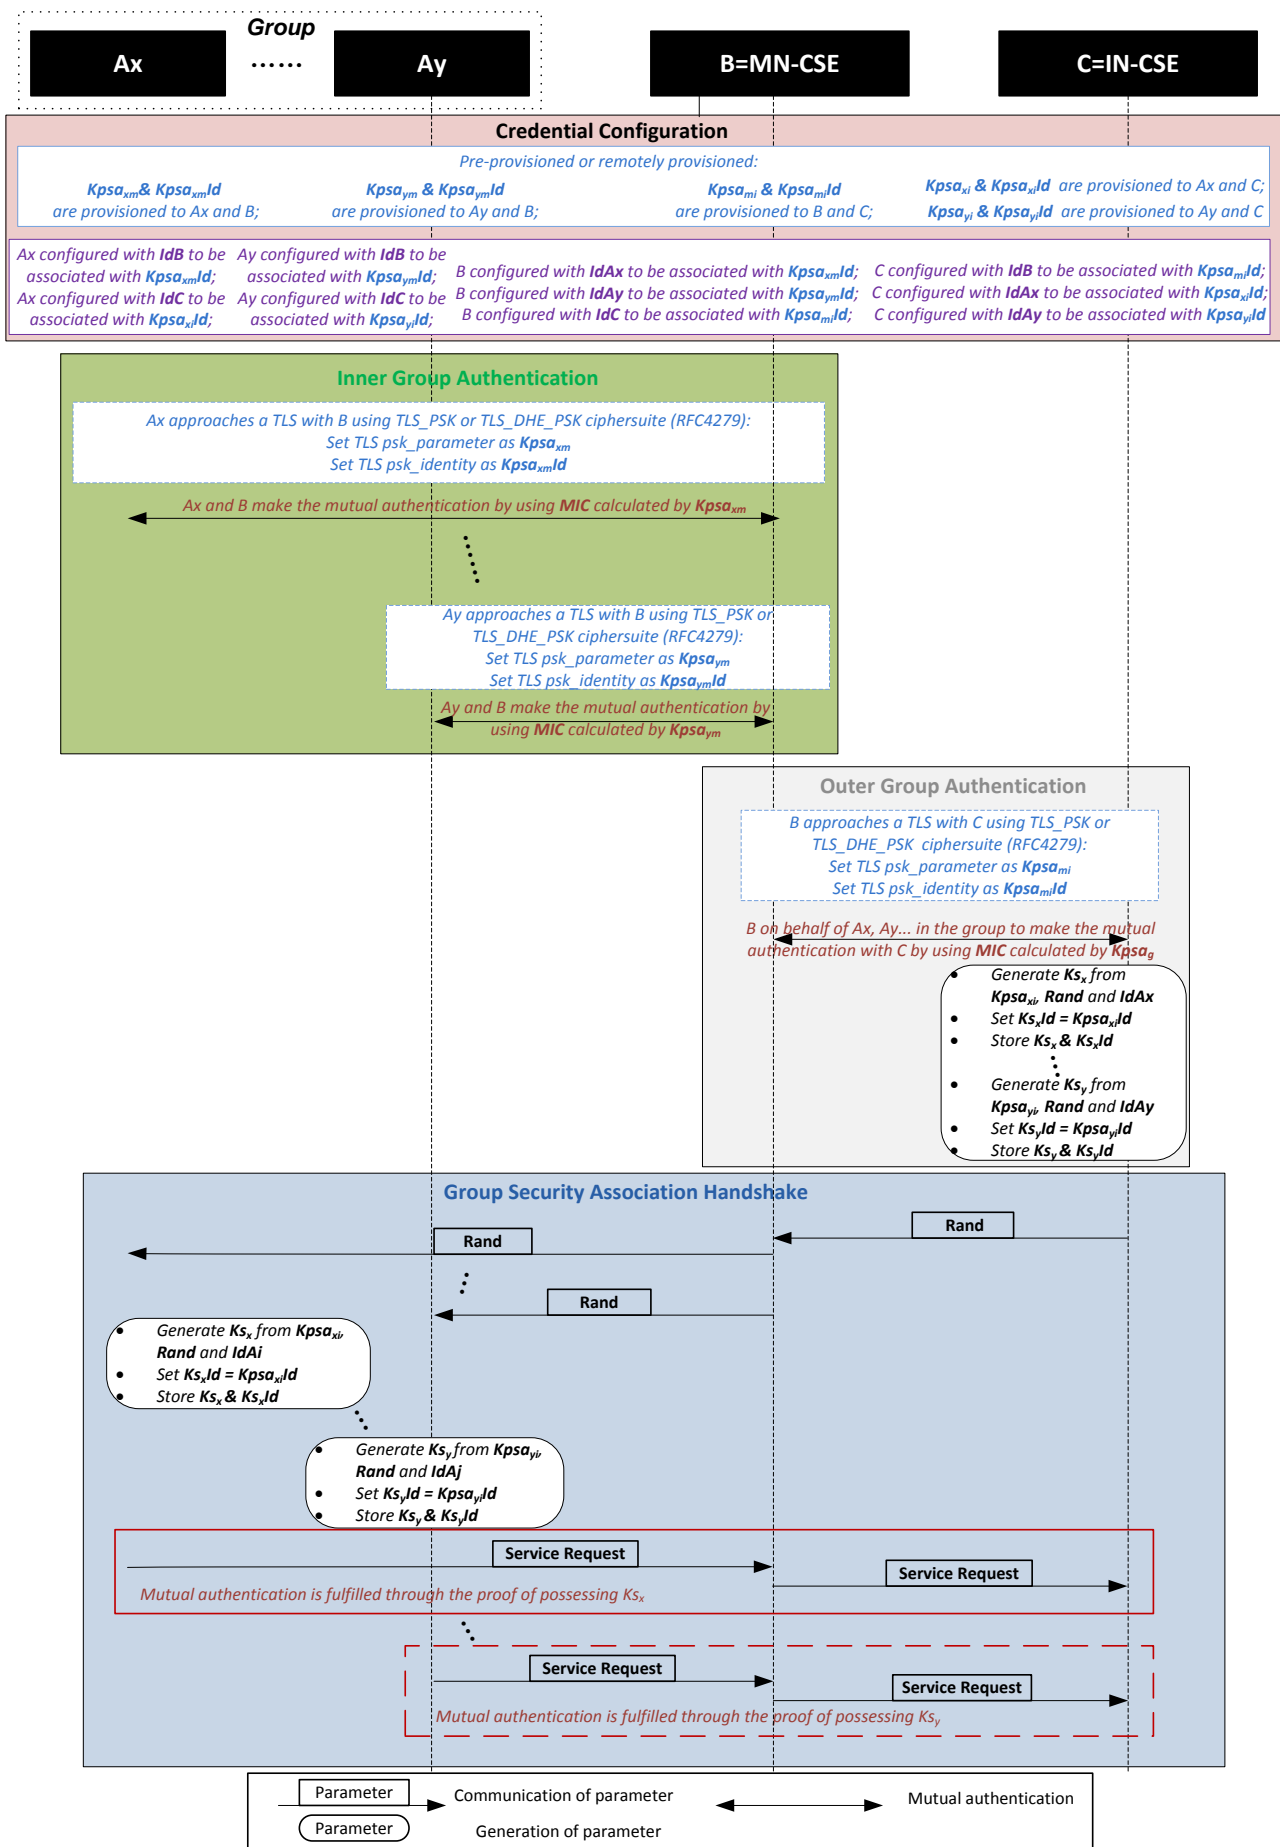 Group
Ax
……
Ay
B=MN-CSE
C=IN-CSE
Credential Configuration
Pre-provisioned or remotely provisioned:
Kpsaxm& KpsaxmId
are provisioned to Ax and B;
Kpsaym & KpsaymId
are provisioned to Ay and B;
Kpsami & KpsamiId
are provisioned to B and C;
Kpsaxi & KpsaxiId are provisioned to Ax and C;
Kpsayi & KpsayiId are provisioned to Ay and C
Ax configured with IdB to be
associated with KpsaxmId;
Ax configured with IdC to be
associated with KpsaxiId;
Ay configured with IdB to be
associated with KpsaymId;
Ay configured with IdC to be
associated with KpsayiId;
B configured with IdAx to be associated with KpsaxmId;
B configured with IdAy to be associated with KpsaymId;
B configured with IdC to be associated with KpsamiId;
C configured with IdB to be associated with KpsamiId;
C configured with IdAx to be associated with KpsaxiId;
C configured with IdAy to be associated with KpsayiId
Inner Group Authentication
Ax approaches a TLS with B using TLS_PSK or TLS_DHE_PSK ciphersuite (RFC4279):
Set TLS psk_parameter as Kpsaxm
Set TLS psk_identity as KpsaxmId
Ax and B make the mutual authentication by using MIC calculated by Kpsaxm
Ay approaches a TLS with B using TLS_PSK or
TLS_DHE_PSK ciphersuite (RFC4279):
Set TLS psk_parameter as Kpsaym
Set TLS psk_identity as KpsaymId
Ay and B make the mutual authentication by
using MIC calculated by Kpsaym
Outer Group Authentication
B approaches a TLS with C using TLS_PSK or
TLS_DHE_PSK ciphersuite (RFC4279):
Set TLS psk_parameter as Kpsami
Set TLS psk_identity as KpsamiId
B on behalf of Ax, Ay... in the group to make the mutual
authentication with C by using MIC calculated by Kpsag
• Generate Ksx from
Kpsaxi, Rand and IdAx
• Set KsxId = KpsaxiId
• Store Ksx & KsxId
• Generate Ksy from
Kpsayi, Rand and IdAy
• Set KsyId = KpsayiId
• Store Ksy & KsyId
Group Security Association Handshake
Rand
Rand
Rand
• Generate Ksx from Kpsaxi,
Rand and IdAi
• Set KsxId = KpsaxiId
• Store Ksx & KsxId
• Generate Ksy from Kpsayi,
Rand and IdAj
• Set KsyId = KpsayiId
• Store Ksy & KsyId
Service Request
Service Request
Mutual authentication is fulfilled through the proof of possessing Ksx
Service Request
Service Request
Mutual authentication is fulfilled through the proof of possessing Ksy
Parameter
Communication of parameter
Mutual authentication
Parameter
Generation of parameter